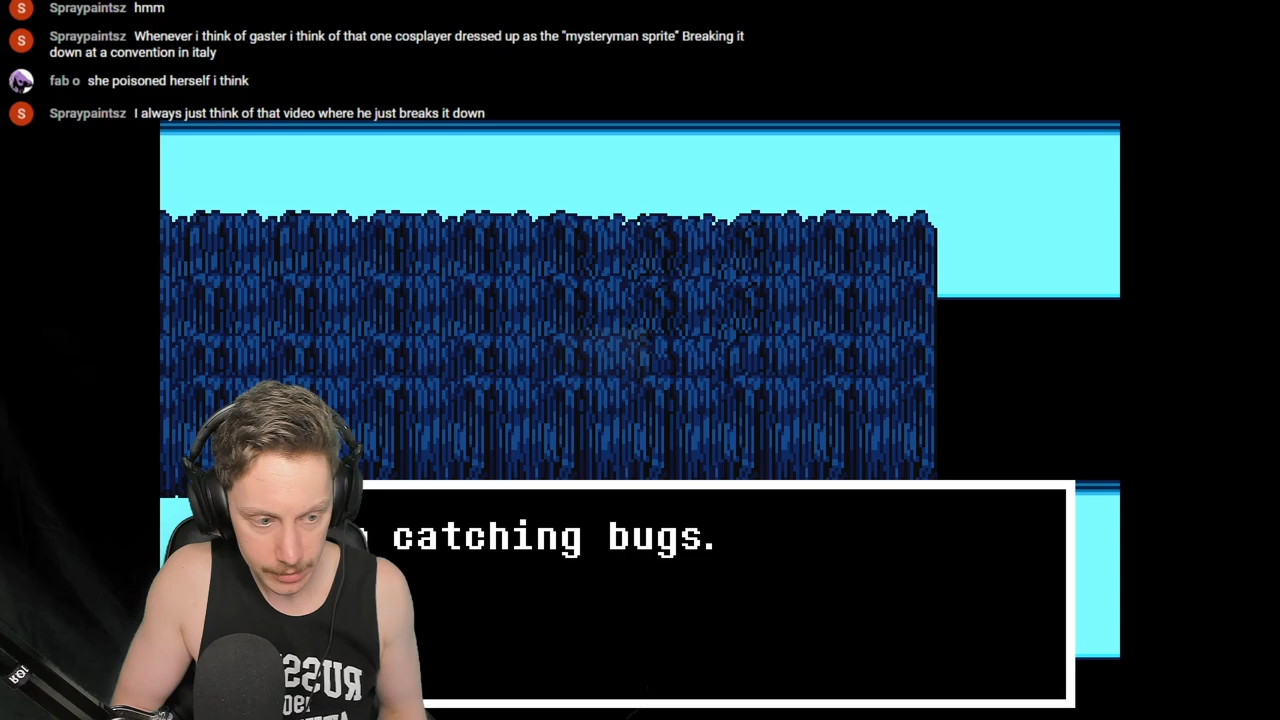 Spraypaintsz hmm
Spraypaintsz Whenever i think of gaster i think of that one cosplayer dressed up as the "mysteryman sprite" Breaking it
down at a convention in italy
fab o she poisoned herself i think
Spraypaintsz I always just think of that video where he just breaks it down
catching bugs.
S
S
S